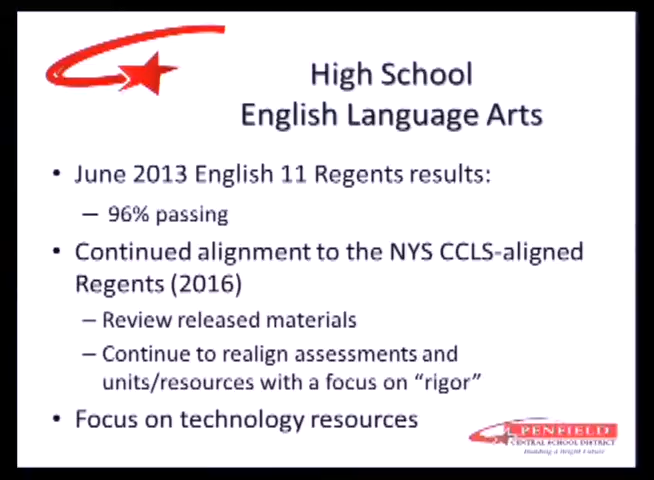 High School
English Language Arts
• June 2013 English 11 Regents results:
– 96% passing
• Continued alignment to the NYS CCLS-aligned
Regents (2016)
– Review released materials
– Continue to realign assessments and
units/resources with a focus on “rigor”
• Focus on technology resources
PENFIELD
CENTRAL SCHOOL DISTRICT
Building a Bright Future